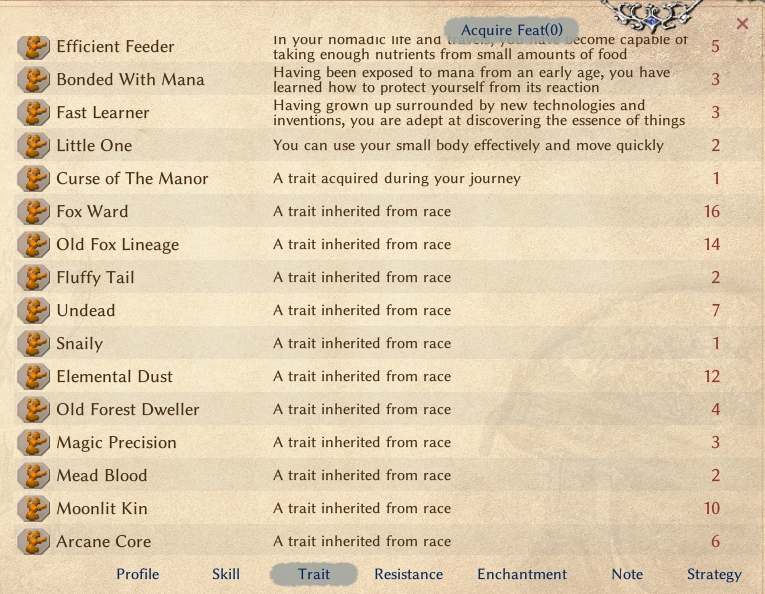 Acquire Feat(0)
Efficient Feeder
In your nomadic life and travels, you have become capable of
taking enough nutrients from small amounts of food
5
Bonded With Mana
Having been exposed to mana from an early age, you have
learned how to protect yourself from its reaction
3
Fast Learner
Having grown up surrounded by new technologies and
inventions, you are adept at discovering the essence of things
3
Little One
You can use your small body effectively and move quickly
2
Curse of The Manor
A trait acquired during your journey
1
Fox Ward
A trait inherited from race
16
Old Fox Lineage
A trait inherited from race
14
Fluffy Tail
A trait inherited from race
2
Undead
A trait inherited from race
7
Snaily
A trait inherited from race
1
Elemental Dust
A trait inherited from race
12
Old Forest Dweller
A trait inherited from race
4
Magic Precision
A trait inherited from race
3
Mead Blood
A trait inherited from race
2
Moonlit Kin
A trait inherited from race
10
Arcane Core
A trait inherited from race
6
Profile
Skill
Trait
Resistance
Enchantment
Note
Strategy